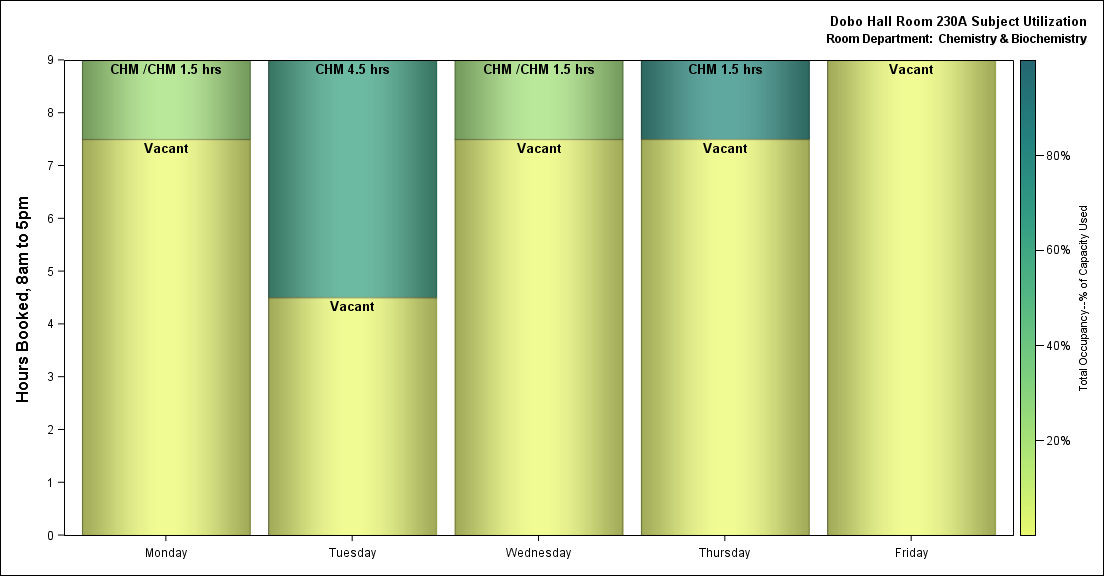 Dobo Hall Room 230A Subject Utilization
Room Department: Chemistry & Biochemistry
Hours Booked, 8am to 5pm
9
8
7
6
5
4
3
2
1
0
CHM /CHM 1.5 hrs
Vacant
CHM 4.5 hrs
Vacant
CHM /CHM 1.5 hrs
Vacant
CHM 1.5 hrs
Vacant
Vacant
Monday
Tuesday
Wednesday
Thursday
Friday
80%
60%
40%
20%
Total Occupancy--% of Capacity Used